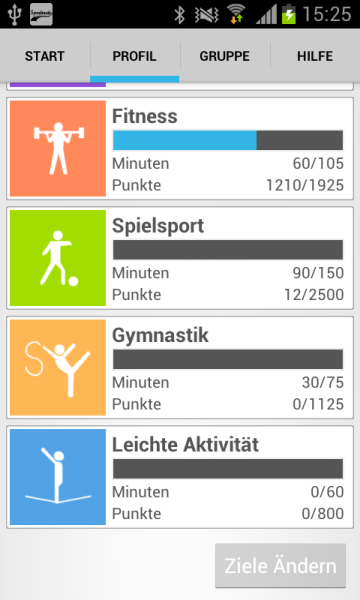 15:25
START PROFIL GRUPPE HILFE
Fitness
Minuten 60/105
Punkte 1210/1925
Spielsport
Minuten 90/150
Punkte 12/2500
Gymnastik
Minuten 30/75
Punkte 0/1125
Leichte Aktivität
Minuten 0/60
Punkte 0/800
Ziele Ändern